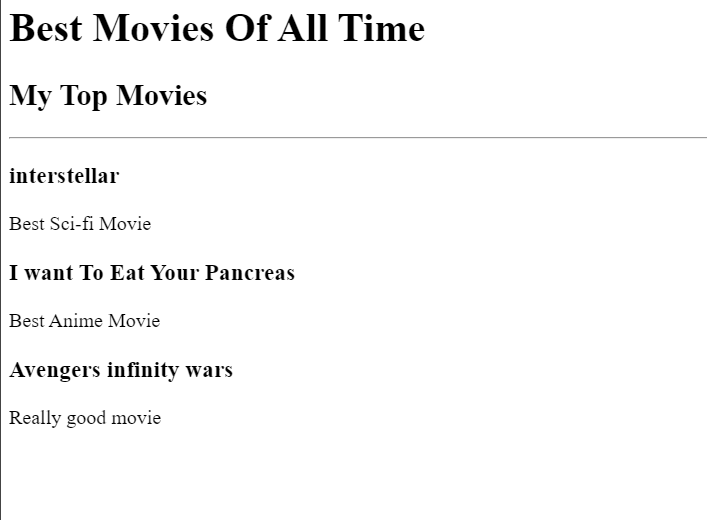 Best Movies Of All Time
My Top Movies
interstellar
Best Sci-fi Movie
I want To Eat Your Pancreas
Best Anime Movie
Avengers infinity wars
Really good movie